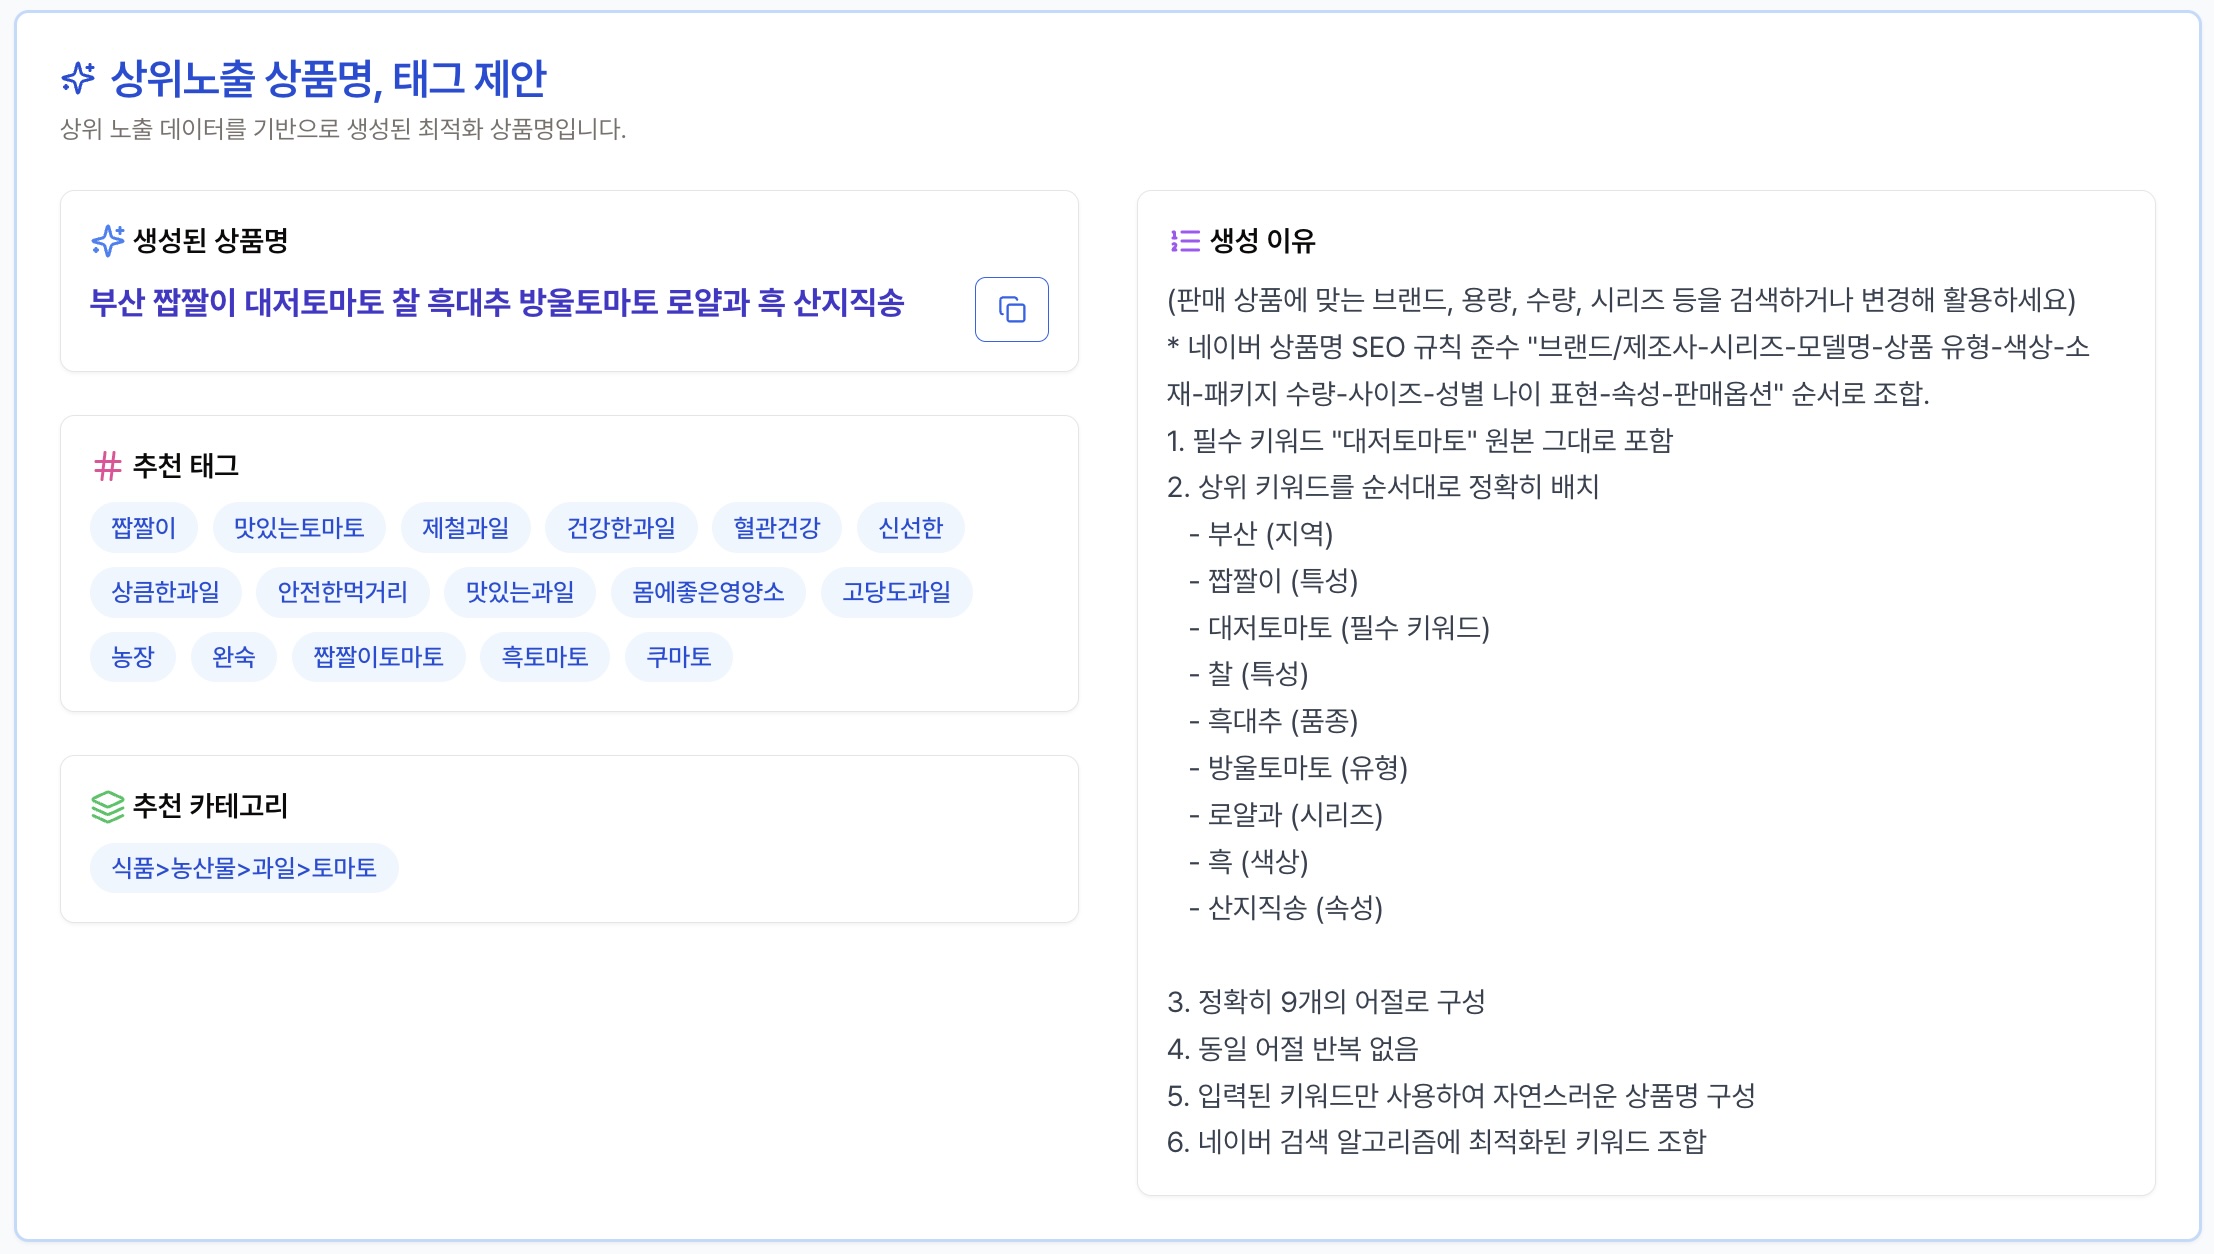 상위노출 상품명, 태그 제안
상위 노출 데이터를 기반으로 생성된 최적화 상품명입니다.
생성된 상품명
부산 짭짤이 대저토마토 찰 흑대추 방울토마토 로얄과 흑 산지직송
추천 태그
짭짤이 맛있는토마토 제철과일 건강한과일 혈관건강 신선한
상큼한과일 안전한먹거리 맛있는과일 몸에좋은영양소 고당도과일
농장 완숙 짭짤이토마토 흑토마토 쿠마토
추천 카테고리
식품>농산물>과일>토마토
생성 이유
(판매 상품에 맞는 브랜드, 용량, 수량, 시리즈 등을 검색하거나 변경해 활용하세요)
* 네이버 상품명 SEO 규칙 준수 "브랜드/제조사-시리즈-모델명-상품 유형-색상-소
재-패키지 수량-사이즈-성별 나이 표현-속성-판매옵션" 순서로 조합.
1. 필수 키워드 "대저토마토" 원본 그대로 포함
2. 상위 키워드를 순서대로 정확히 배치
- 부산 (지역)
- 짭짤이 (특성)
- 대저토마토 (필수 키워드)
- 찰 (특성)
- 흑대추 (품종)
- 방울토마토 (유형)
- 로얄과 (시리즈)
- 흑 (색상)
- 산지직송 (속성)
3. 정확히 9개의 어절로 구성
4. 동일 어절 반복 없음
5. 입력된 키워드만 사용하여 자연스러운 상품명 구성
6. 네이버 검색 알고리즘에 최적화된 키워드 조합